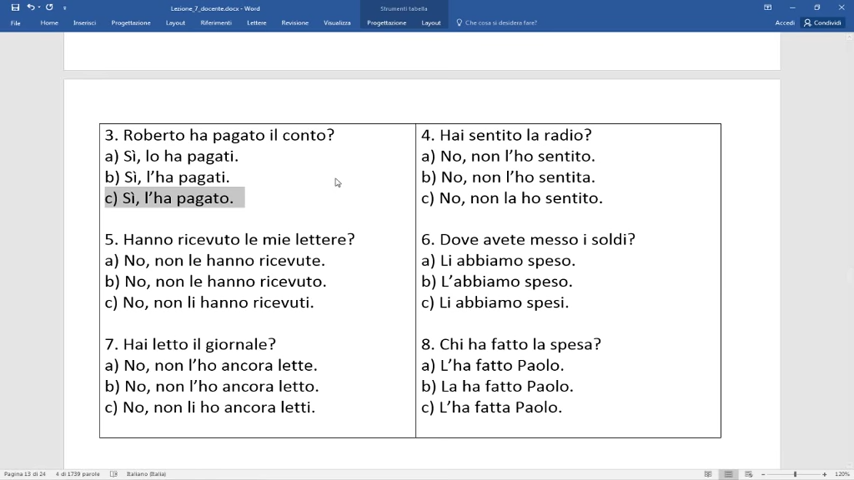 Lezione_7_docente.docx - Word
Strumenti tabella
File
Home
Inserisci
Progettazione
Layout
Riferimenti
Lettere
Revisione
Visualizza
Progettazione
Layout
Che cosa si desidera fare?
Accedi
Condividi
3. Roberto ha pagato il conto?
a) Sì, lo ha pagati.
b) Sì, l'ha pagati.
c) Sì, l'ha pagato.
4. Hai sentito la radio?
a) No, non l'ho sentito.
b) No, non l'ho sentita.
c) No, non la ho sentito.
5. Hanno ricevuto le mie lettere?
a) No, non le hanno ricevute.
b) No, non le hanno ricevuto.
c) No, non li hanno ricevuti.
6. Dove avete messo i soldi?
a) Li abbiamo speso.
b) L'abbiamo speso.
c) Li abbiamo spesi.
7. Hai letto il giornale?
a) No, non l'ho ancora lette.
b) No, non l'ho ancora letto.
c) No, non li ho ancora letti.
8. Chi ha fatto la spesa?
a) L'ha fatto Paolo.
b) La ha fatto Paolo.
c) L'ha fatta Paolo.
Pagina 13 di 24
4 di 1739 parole
Italiano (Italia)
120%